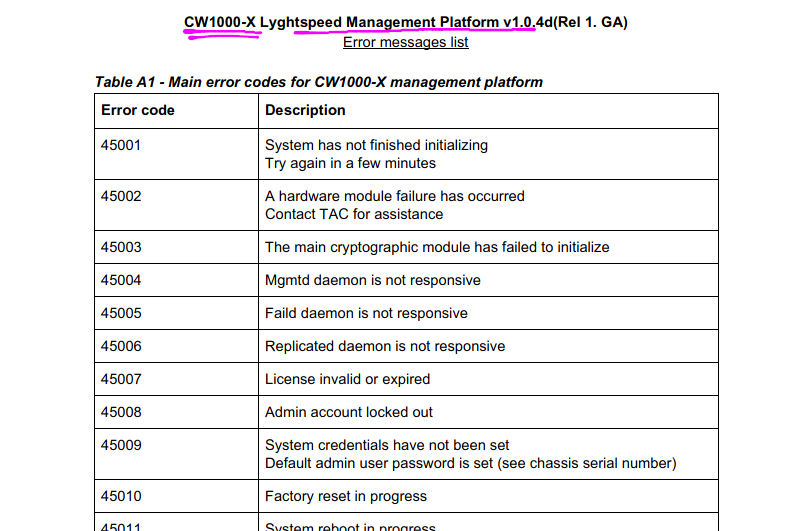 CW1000-X Lyghtspeed Management Platform v1.0.4d(Rel 1. GA)
Error messages list
Table A1 - Main error codes for CW1000-X management platform
Error code Description
45001 System has not finished initializing
Try again in a few minutes
45002 A hardware module failure has occurred
Contact TAC for assistance
45003 The main cryptographic module has failed to initialize
45004 Mgmtd daemon is not responsive
45005 Faild daemon is not responsive
45006 Replicated daemon is not responsive
45007 License invalid or expired
45008 Admin account locked out
45009 System credentials have not been set
Default admin user password is set (see chassis serial number)
45010 Factory reset in progress
45011 System reboot in progress